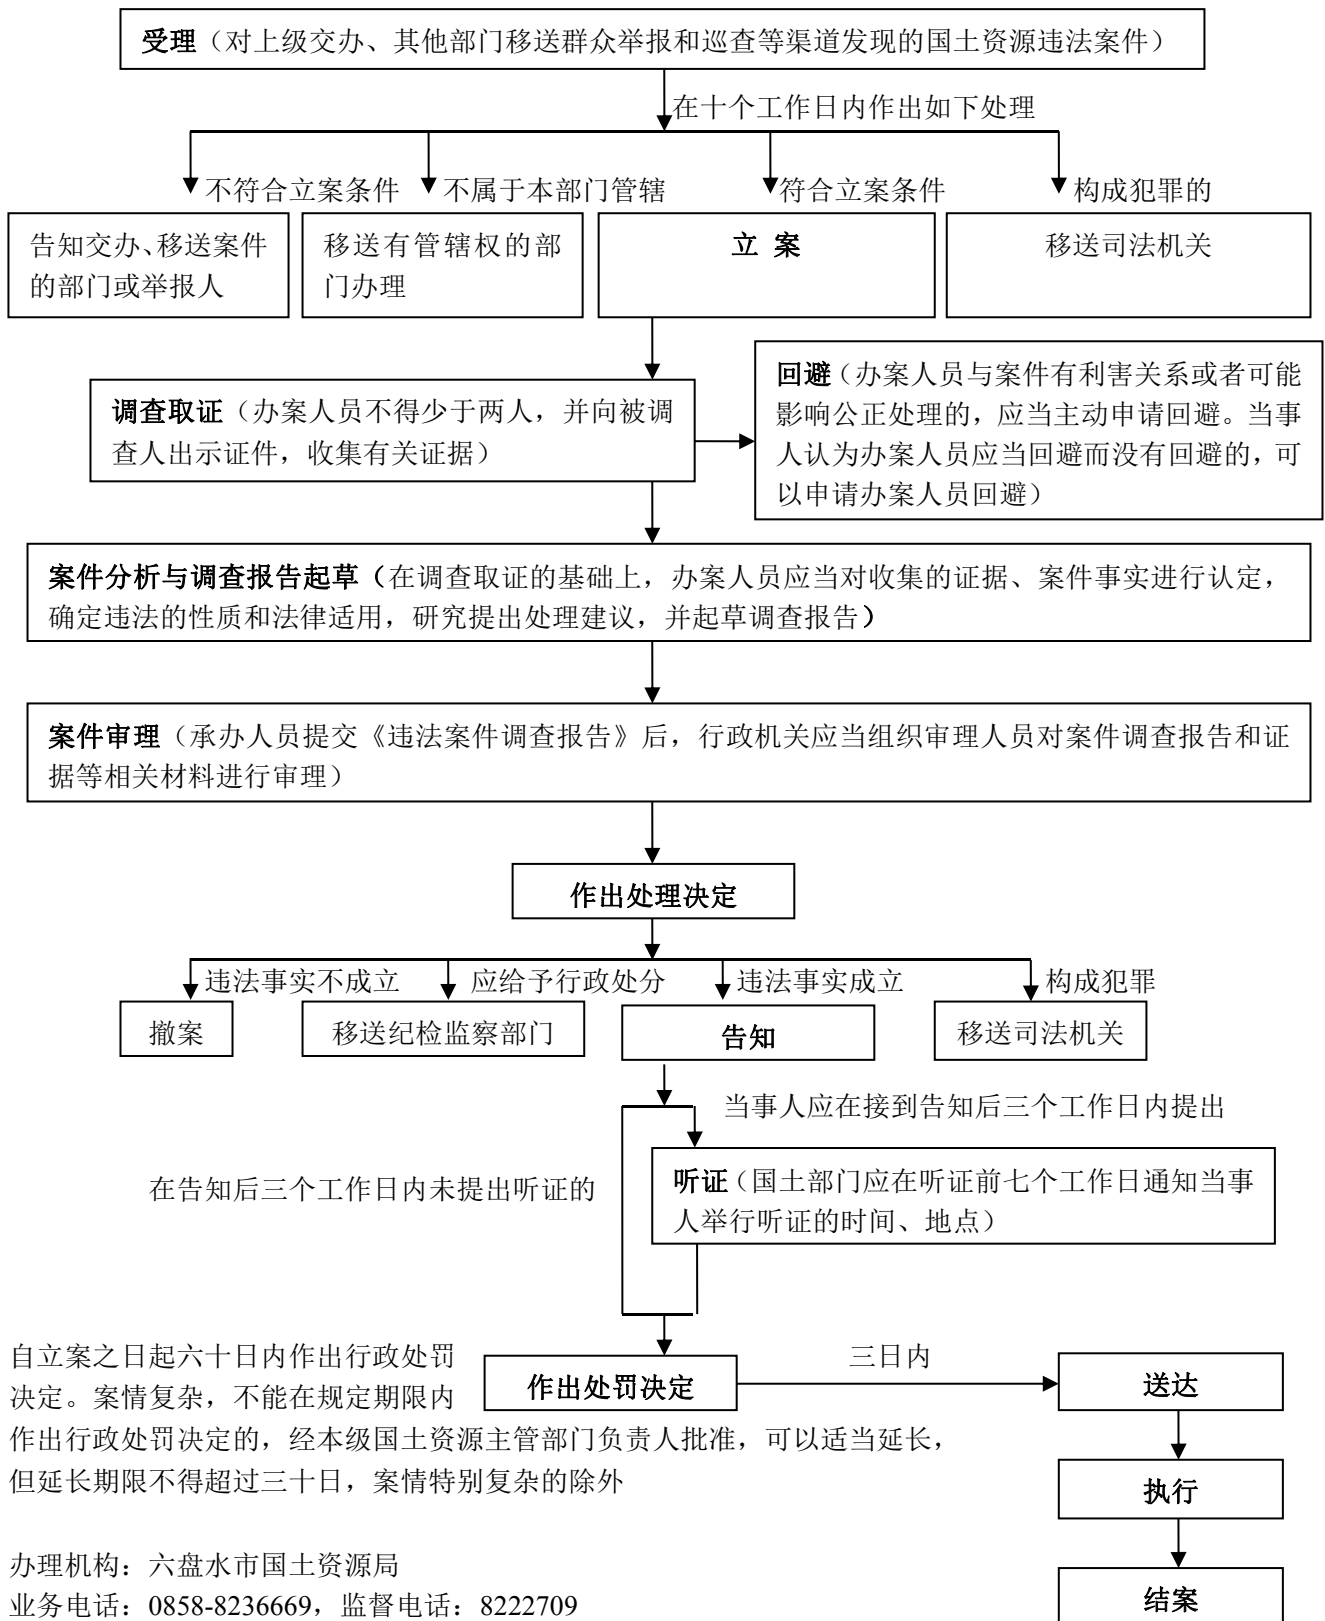 受理（对上级交办、其他部门移送群众举报和巡查等渠道发现的国土资源违法案件）
在十个工作日内作出如下处理
不符合立案条件
不属于本部门管辖
符合立案条件
构成犯罪的
告知交办、移送案件
的部门或举报人
移送有管辖权的部
门办理
立 案
移送司法机关
调查取证（办案人员不得少于两人，并向被调
查人出示证件，收集有关证据）
回避（办案人员与案件有利害关系或者可能
影响公正处理的，应当主动申请回避。当事
人认为办案人员应当回避而没有回避的，可
以申请办案人员回避）
案件分析与调查报告起草（在调查取证的基础上，办案人员应当对收集的证据、案件事实进行认定，
确定违法的性质和法律适用，研究提出处理建议，并起草调查报告）
案件审理（承办人员提交《违法案件调查报告》后，行政机关应当组织审理人员对案件调查报告和证
据等相关材料进行审理）
作出处理决定
违法事实不成立
应给予行政处分
违法事实成立
构成犯罪
撤案
移送纪检监察部门
告知
移送司法机关
当事人应在接到告知后三个工作日内提出
在告知后三个工作日内未提出听证的
听证（国土部门应在听证前七个工作日通知当事
人举行听证的时间、地点）
作出处罚决定
三日内
送达
执行
结案
自立案之日起六十日内作出行政处罚
决定。案情复杂，不能在规定期限内
作出行政处罚决定的，经本级国土资源主管部门负责人批准，可以适当延长，
但延长期限不得超过三十日，案情特别复杂的除外
办理机构：六盘水市国土资源局
业务电话：0858-8236669，监督电话：8222709